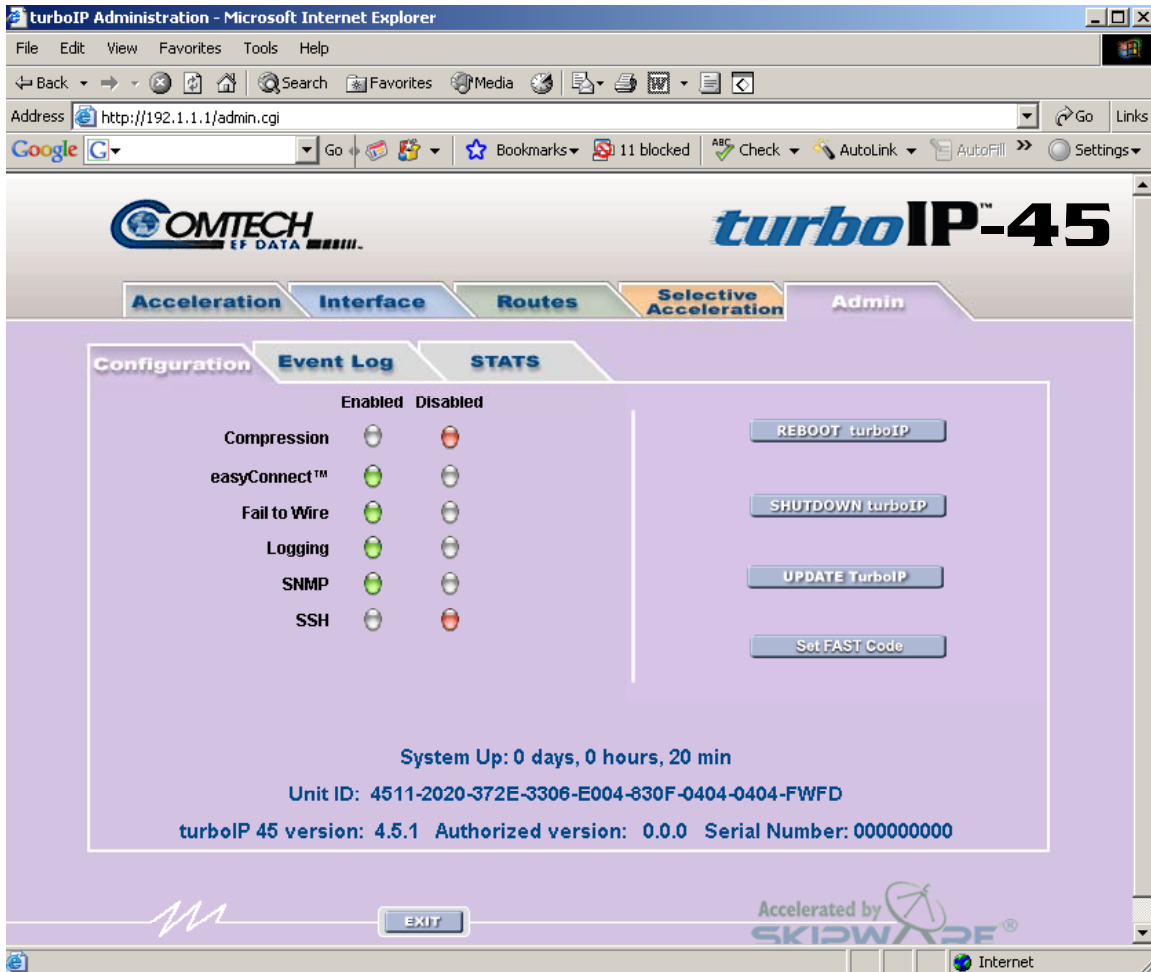 turboIP Administration - Microsoft Internet Explorer
File Edit View Favorites Tools Help
Back Search Favorites Media
Address http://192.1.1.1/admin.cgi Go Links
Google G Go Bookmarks 11 blocked ABC Check AutoLink AutoFill Settings
COMTECH
EF DATA
turboIP™-45
Acceleration Interface Routes Selective Acceleration Admin
Configuration Event Log STATS
Enabled Disabled
Compression
easyConnect™
Fail to Wire
Logging
SNMP
SSH
REBOOT turboIP
SHUTDOWN turboIP
UPDATE TurboIP
Set FAST Code
System Up: 0 days, 0 hours, 20 min
Unit ID: 4511-2020-372E-3306-E004-830F-0404-0404-FWFD
turboIP 45 version: 4.5.1 Authorized version: 0.0.0 Serial Number: 000000000
EXIT
Accelerated by
SKIPWARE®
Internet